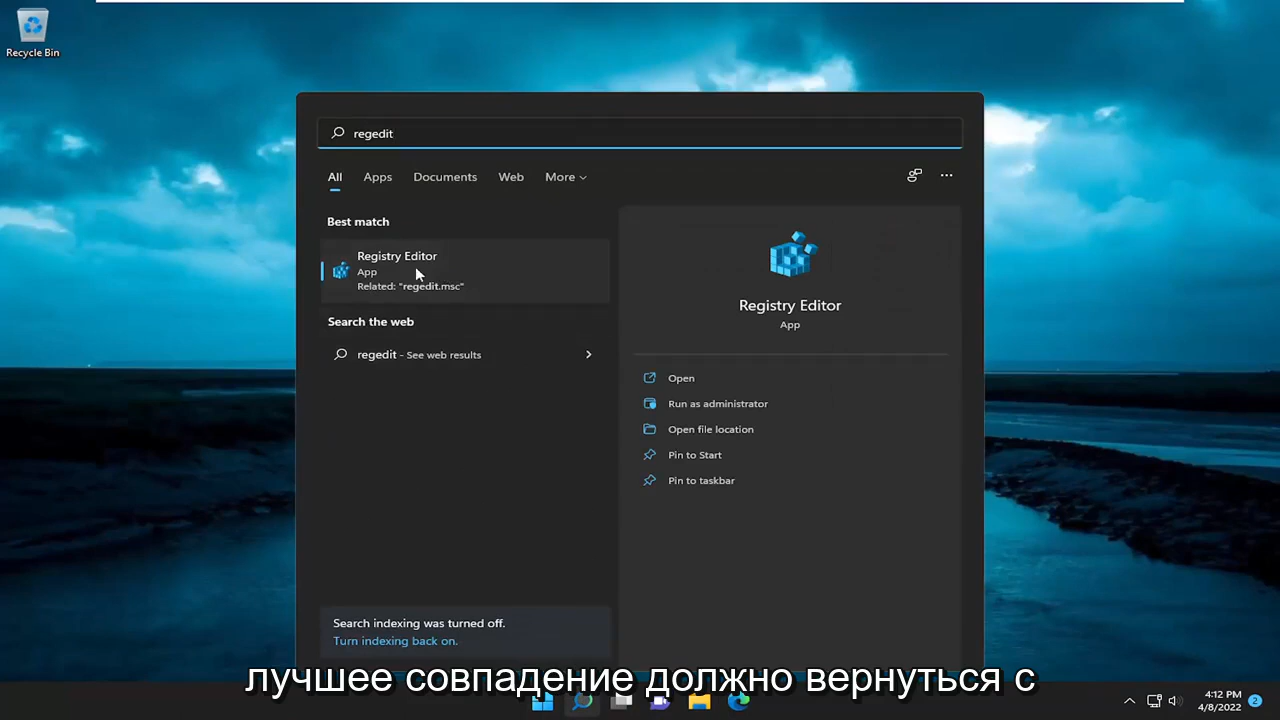 Recycle Bin
regedit
All Apps Documents Web More
Best match
Registry Editor
App
Related: "regedit.msc"
Search the web
regedit - See web results
Registry Editor
App
Open
Run as administrator
Open file location
Pin to Start
Pin to taskbar
Search indexing was turned off.
Turn indexing back on.
лучшее совпадение должно вернуться с
4:12 PM
4/8/2022
2